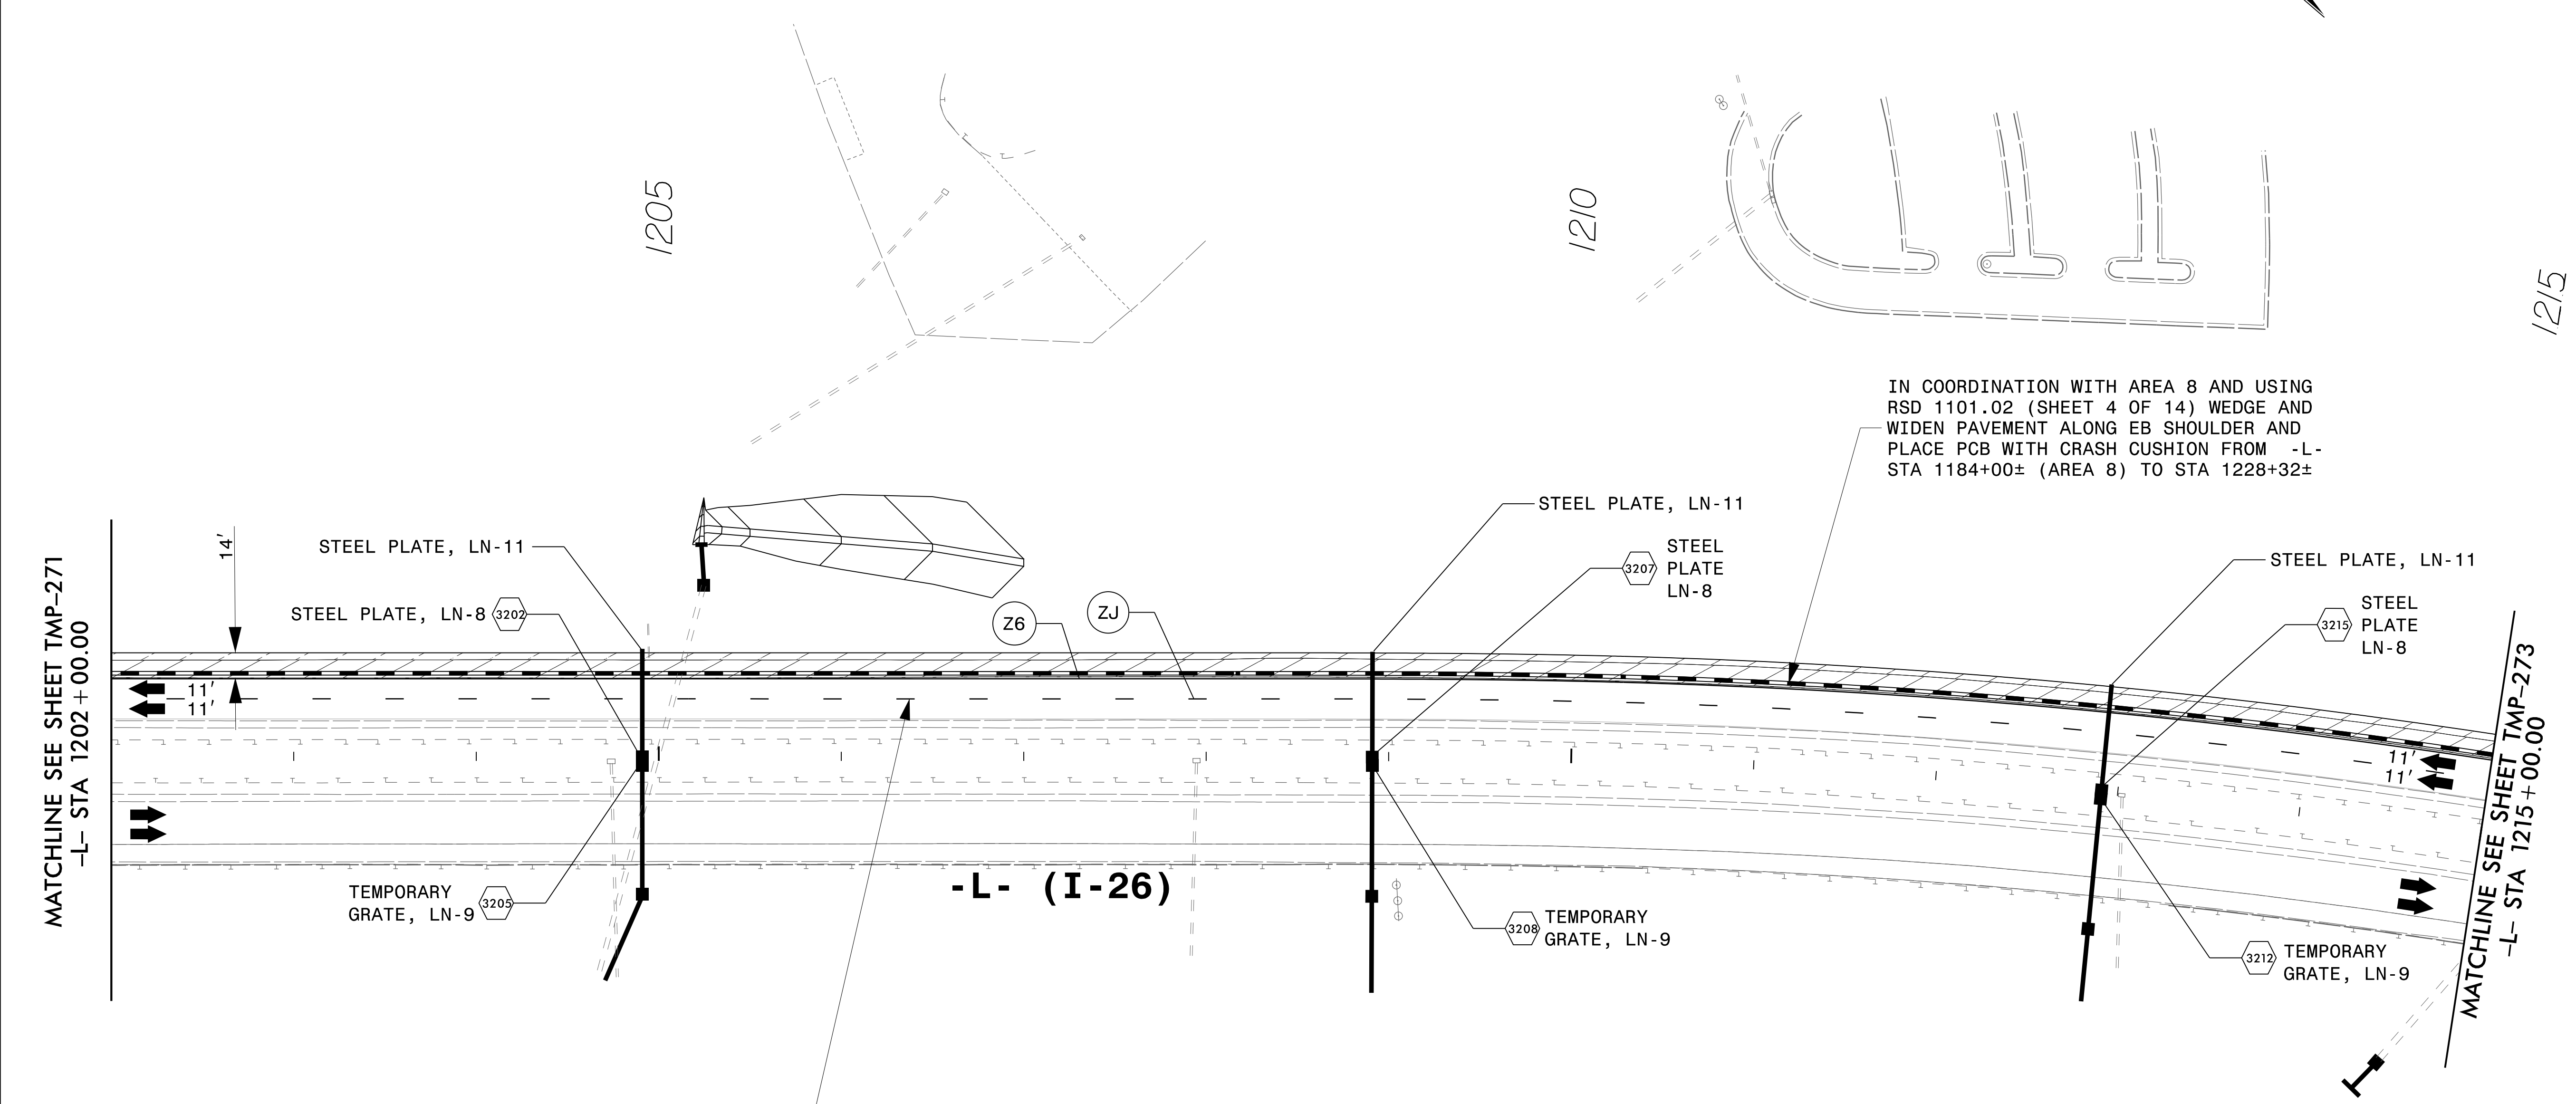 1205
1210
1215
IN COORDINATION WITH AREA 8 AND USING
RSD 1101.02 (SHEET 4 OF 14) WEDGE AND
WIDEN PAVEMENT ALONG EB SHOULDER AND
PLACE PCB WITH CRASH CUSHION FROM -L-
STA 1184+00± (AREA 8) TO STA 1228+32±
MATCHLINE SEE SHEET TMP-271
-L- STA 1202+00.00
14'
STEEL PLATE, LN-11
STEEL PLATE, LN-8
3202
Z6
ZJ
STEEL PLATE, LN-11
3207
STEEL
PLATE
LN-8
STEEL PLATE, LN-11
3215
STEEL
PLATE
LN-8
11'
11'
11'
11'
TEMPORARY
GRATE, LN-9
3205
-L- (I-26)
3208
TEMPORARY
GRATE, LN-9
3212
TEMPORARY
GRATE, LN-9
MATCHLINE SEE SHEET TMP-273
-L- STA 1215+00.00